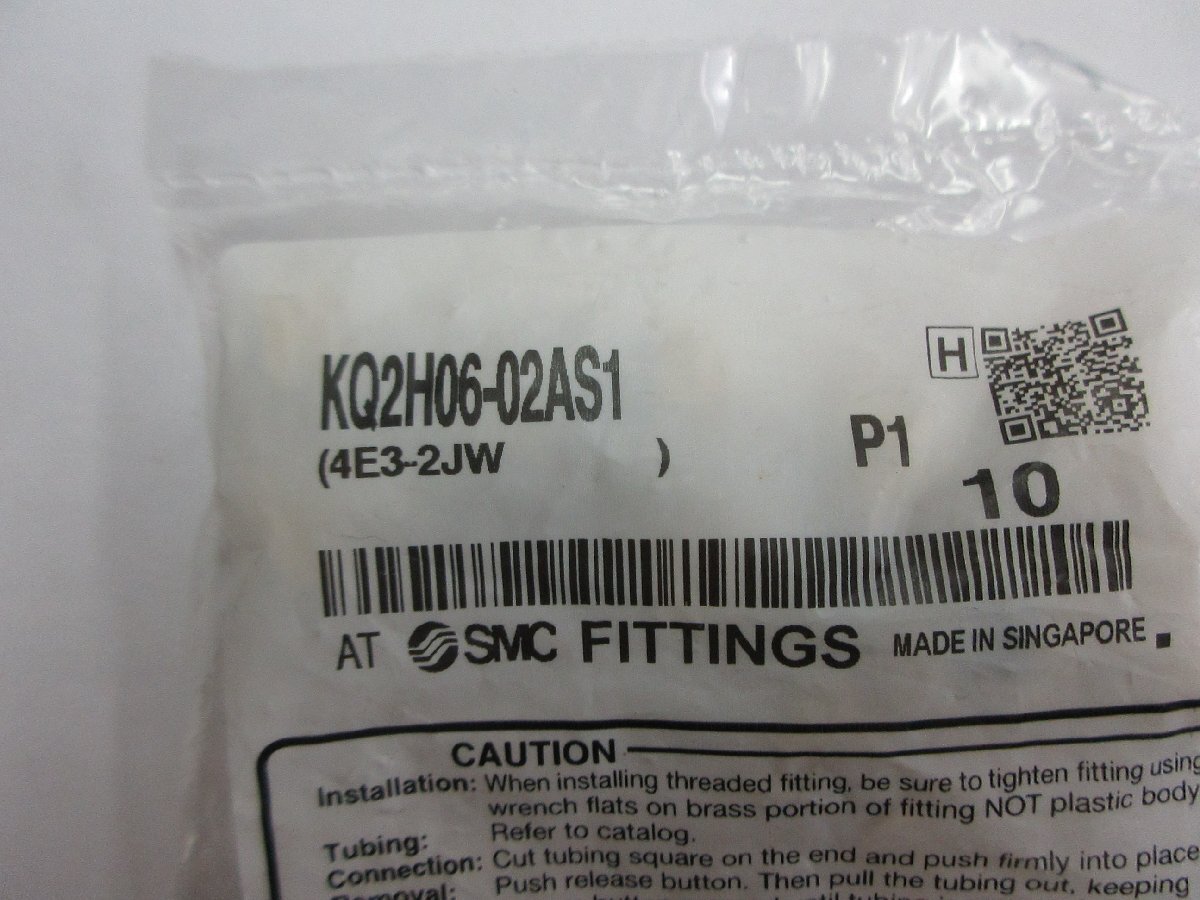 KQ2H06-02AS1
H
(4E3-2JW )
P1
10
AT SMC FITTINGS MADE IN SINGAPORE
CAUTION
Installation: When installing threaded fitting, be sure to tighten fitting using
wrench flats on brass portion of fitting NOT plastic body
Refer to catalog.
Tubing:
Connection: Cut tubing square on the end and push firmly into place
Removal: Push release button. Then pull the tubing out, keeping
until tubing